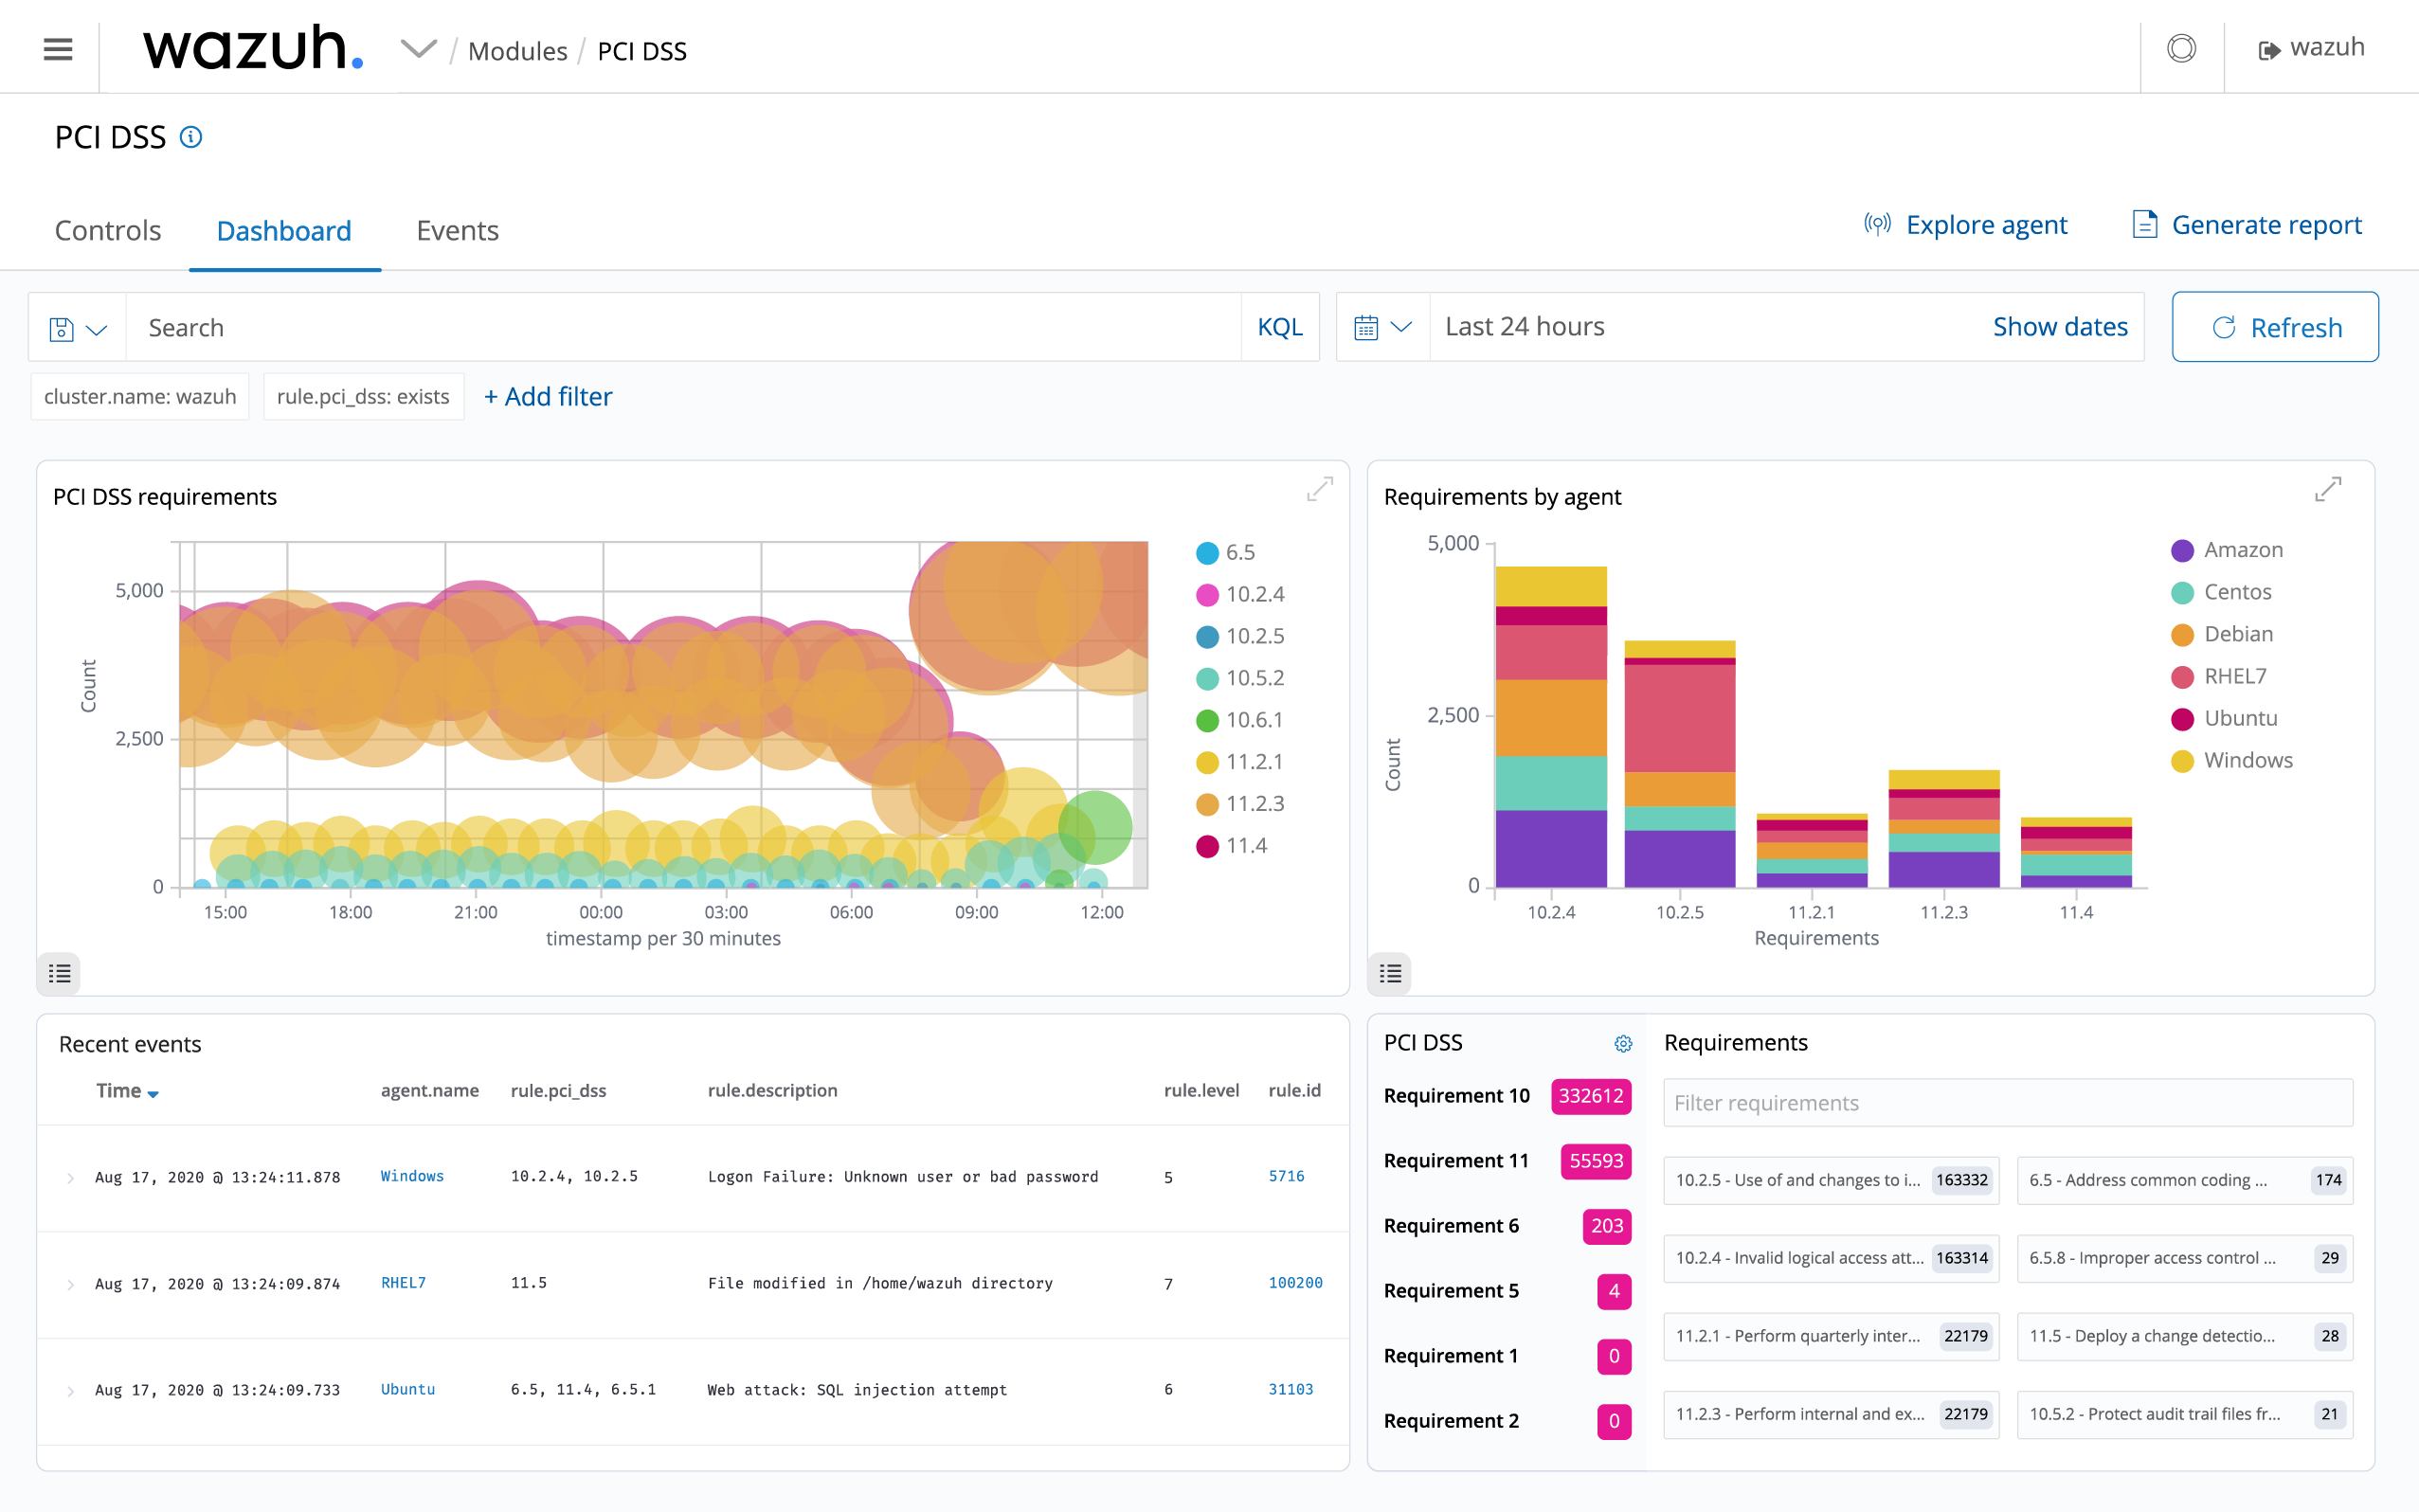 wazuh. / Modules / PCI DSS
wazuh
PCI DSS
Controls Dashboard Events
Explore agent Generate report
Search KQL
Last 24 hours Show dates
Refresh
cluster.name: wazuh rule.pci_dss: exists + Add filter
PCI DSS requirements
5,000
2,500
0
Count
15:00 18:00 21:00 00:00 03:00 06:00 09:00 12:00
timestamp per 30 minutes
6.5
10.2.4
10.2.5
10.5.2
10.6.1
11.2.1
11.2.3
11.4
Requirements by agent
5,000
2,500
0
Count
10.2.4 10.2.5 11.2.1 11.2.3 11.4
Requirements
Amazon
Centos
Debian
RHEL7
Ubuntu
Windows
Recent events
Time agent.name rule.pci_dss rule.description rule.level rule.id
Aug 17, 2020 @ 13:24:11.878 Windows 10.2.4, 10.2.5 Logon Failure: Unknown user or bad password 5 5716
Aug 17, 2020 @ 13:24:09.874 RHEL7 11.5 File modified in /home/wazuh directory 7 100200
Aug 17, 2020 @ 13:24:09.733 Ubuntu 6.5, 11.4, 6.5.1 Web attack: SQL injection attempt 6 31103
PCI DSS
Requirement 10 332612
Requirement 11 55593
Requirement 6 203
Requirement 5 4
Requirement 1 0
Requirement 2 0
Requirements
Filter requirements
10.2.5 - Use of and changes to i... 163332
6.5 - Address common coding ... 174
10.2.4 - Invalid logical access att... 163314
6.5.8 - Improper access control ... 29
11.2.1 - Perform quarterly inter... 22179
11.5 - Deploy a change detectio... 28
11.2.3 - Perform internal and ex... 22179
10.5.2 - Protect audit trail files fr... 21